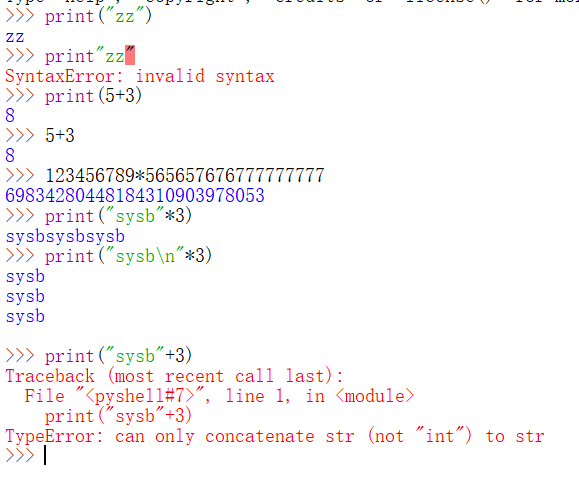 >>> print("zz")
zz
>>> print"zz"
SyntaxError: invalid syntax
>>> print(5+3)
8
>>> 5+3
8
>>> 123456789*565657676777777777
69834280448184310903978053
>>> print("sysb"*3)
sysbsysbsysb
>>> print("sysb\n"*3)
sysb
sysb
sysb
>>> print("sysb"+3)
Traceback (most recent call last):
  File "<pyshell#7>", line 1, in <module>
    print("sysb"+3)
TypeError: can only concatenate str (not "int") to str
>>>